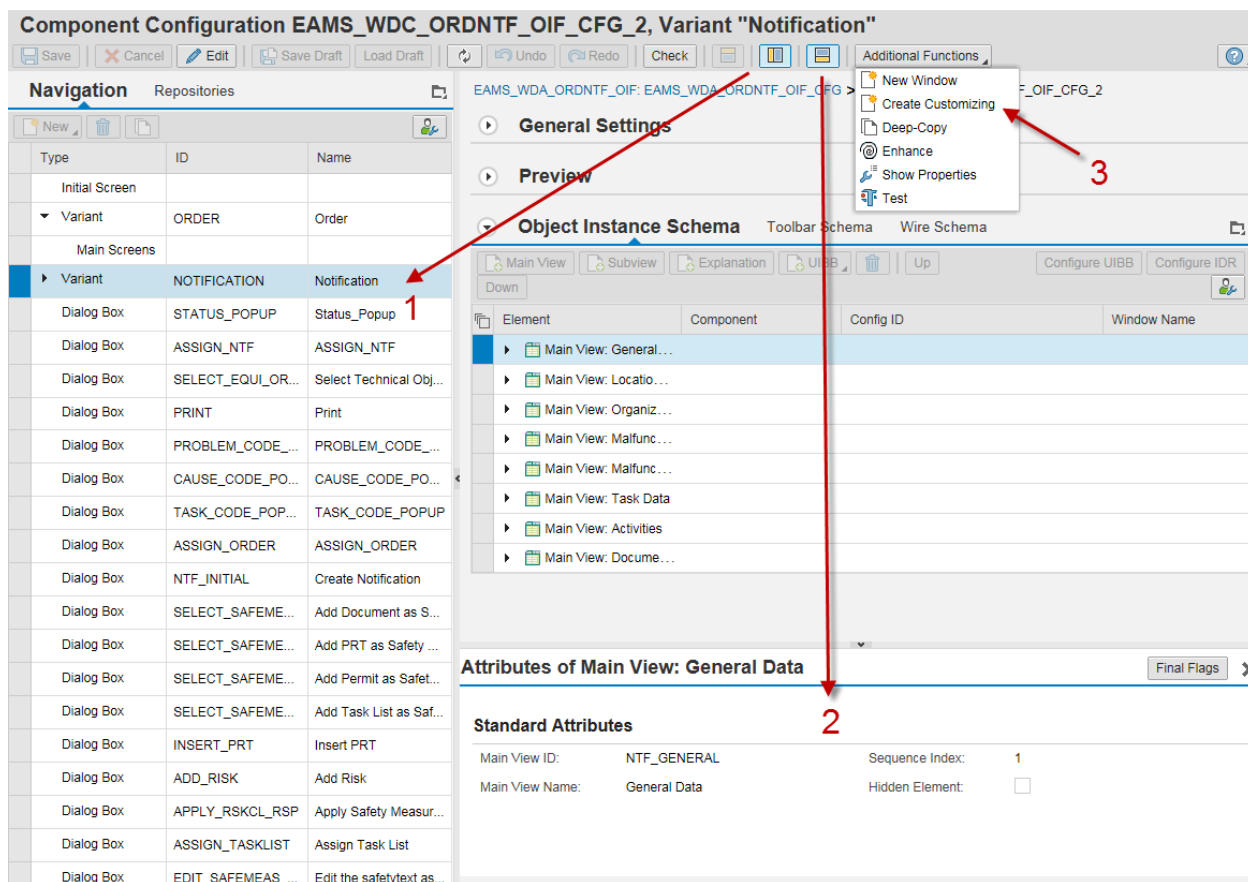 Component Configuration EAMS_WDC_ORDNTF_OIF_CFG_2, Variant "Notification"
Save Cancel Edit Save Draft Load Draft Undo Redo Check Additional Functions
New Window
Create Customizing
Deep-Copy
Enhance
Show Properties
Test
3
Navigation Repositories
New
Type ID Name
Initial Screen
Variant ORDER Order
Main Screens
Variant NOTIFICATION Notification
1
Dialog Box STATUS_POPUP Status_Popup
Dialog Box ASSIGN_NTF ASSIGN_NTF
Dialog Box SELECT_EQUI_OR... Select Technical Obj...
Dialog Box PRINT Print
Dialog Box PROBLEM_CODE_... PROBLEM_CODE_...
Dialog Box CAUSE_CODE_PO... CAUSE_CODE_PO...
Dialog Box TASK_CODE_POP... TASK_CODE_POPUP
Dialog Box ASSIGN_ORDER ASSIGN_ORDER
Dialog Box NTF_INITIAL Create Notification
Dialog Box SELECT_SAFEME... Add Document as S...
Dialog Box SELECT_SAFEME... Add PRT as Safety ...
Dialog Box SELECT_SAFEME... Add Permit as Safet...
Dialog Box SELECT_SAFEME... Add Task List as Saf...
Dialog Box INSERT_PRT Insert PRT
Dialog Box ADD_RISK Add Risk
Dialog Box APPLY_RSKCL_RSP Apply Safety Measur...
Dialog Box ASSIGN_TASKLIST Assign Task List
Dialog Box EDIT_SAFEMEAS_... Edit the safetytext as...
EAMS_WDA_ORDNTF_OIF: EAMS_WDA_ORDNTF_OIF_CFG > F_OIF_CFG_2
General Settings
Preview
Object Instance Schema Toolbar Schema Wire Schema
Main View Subview Explanation UIBB Up Configure UIBB Configure IDR
Down
Element Component Config ID Window Name
Main View: General...
Main View: Locatio...
Main View: Organiz...
Main View: Malfunc...
Main View: Malfunc...
Main View: Task Data
Main View: Activities
Main View: Docume...
Attributes of Main View: General Data Final Flags
2
Standard Attributes
Main View ID: NTF_GENERAL Sequence Index: 1
Main View Name: General Data Hidden Element: